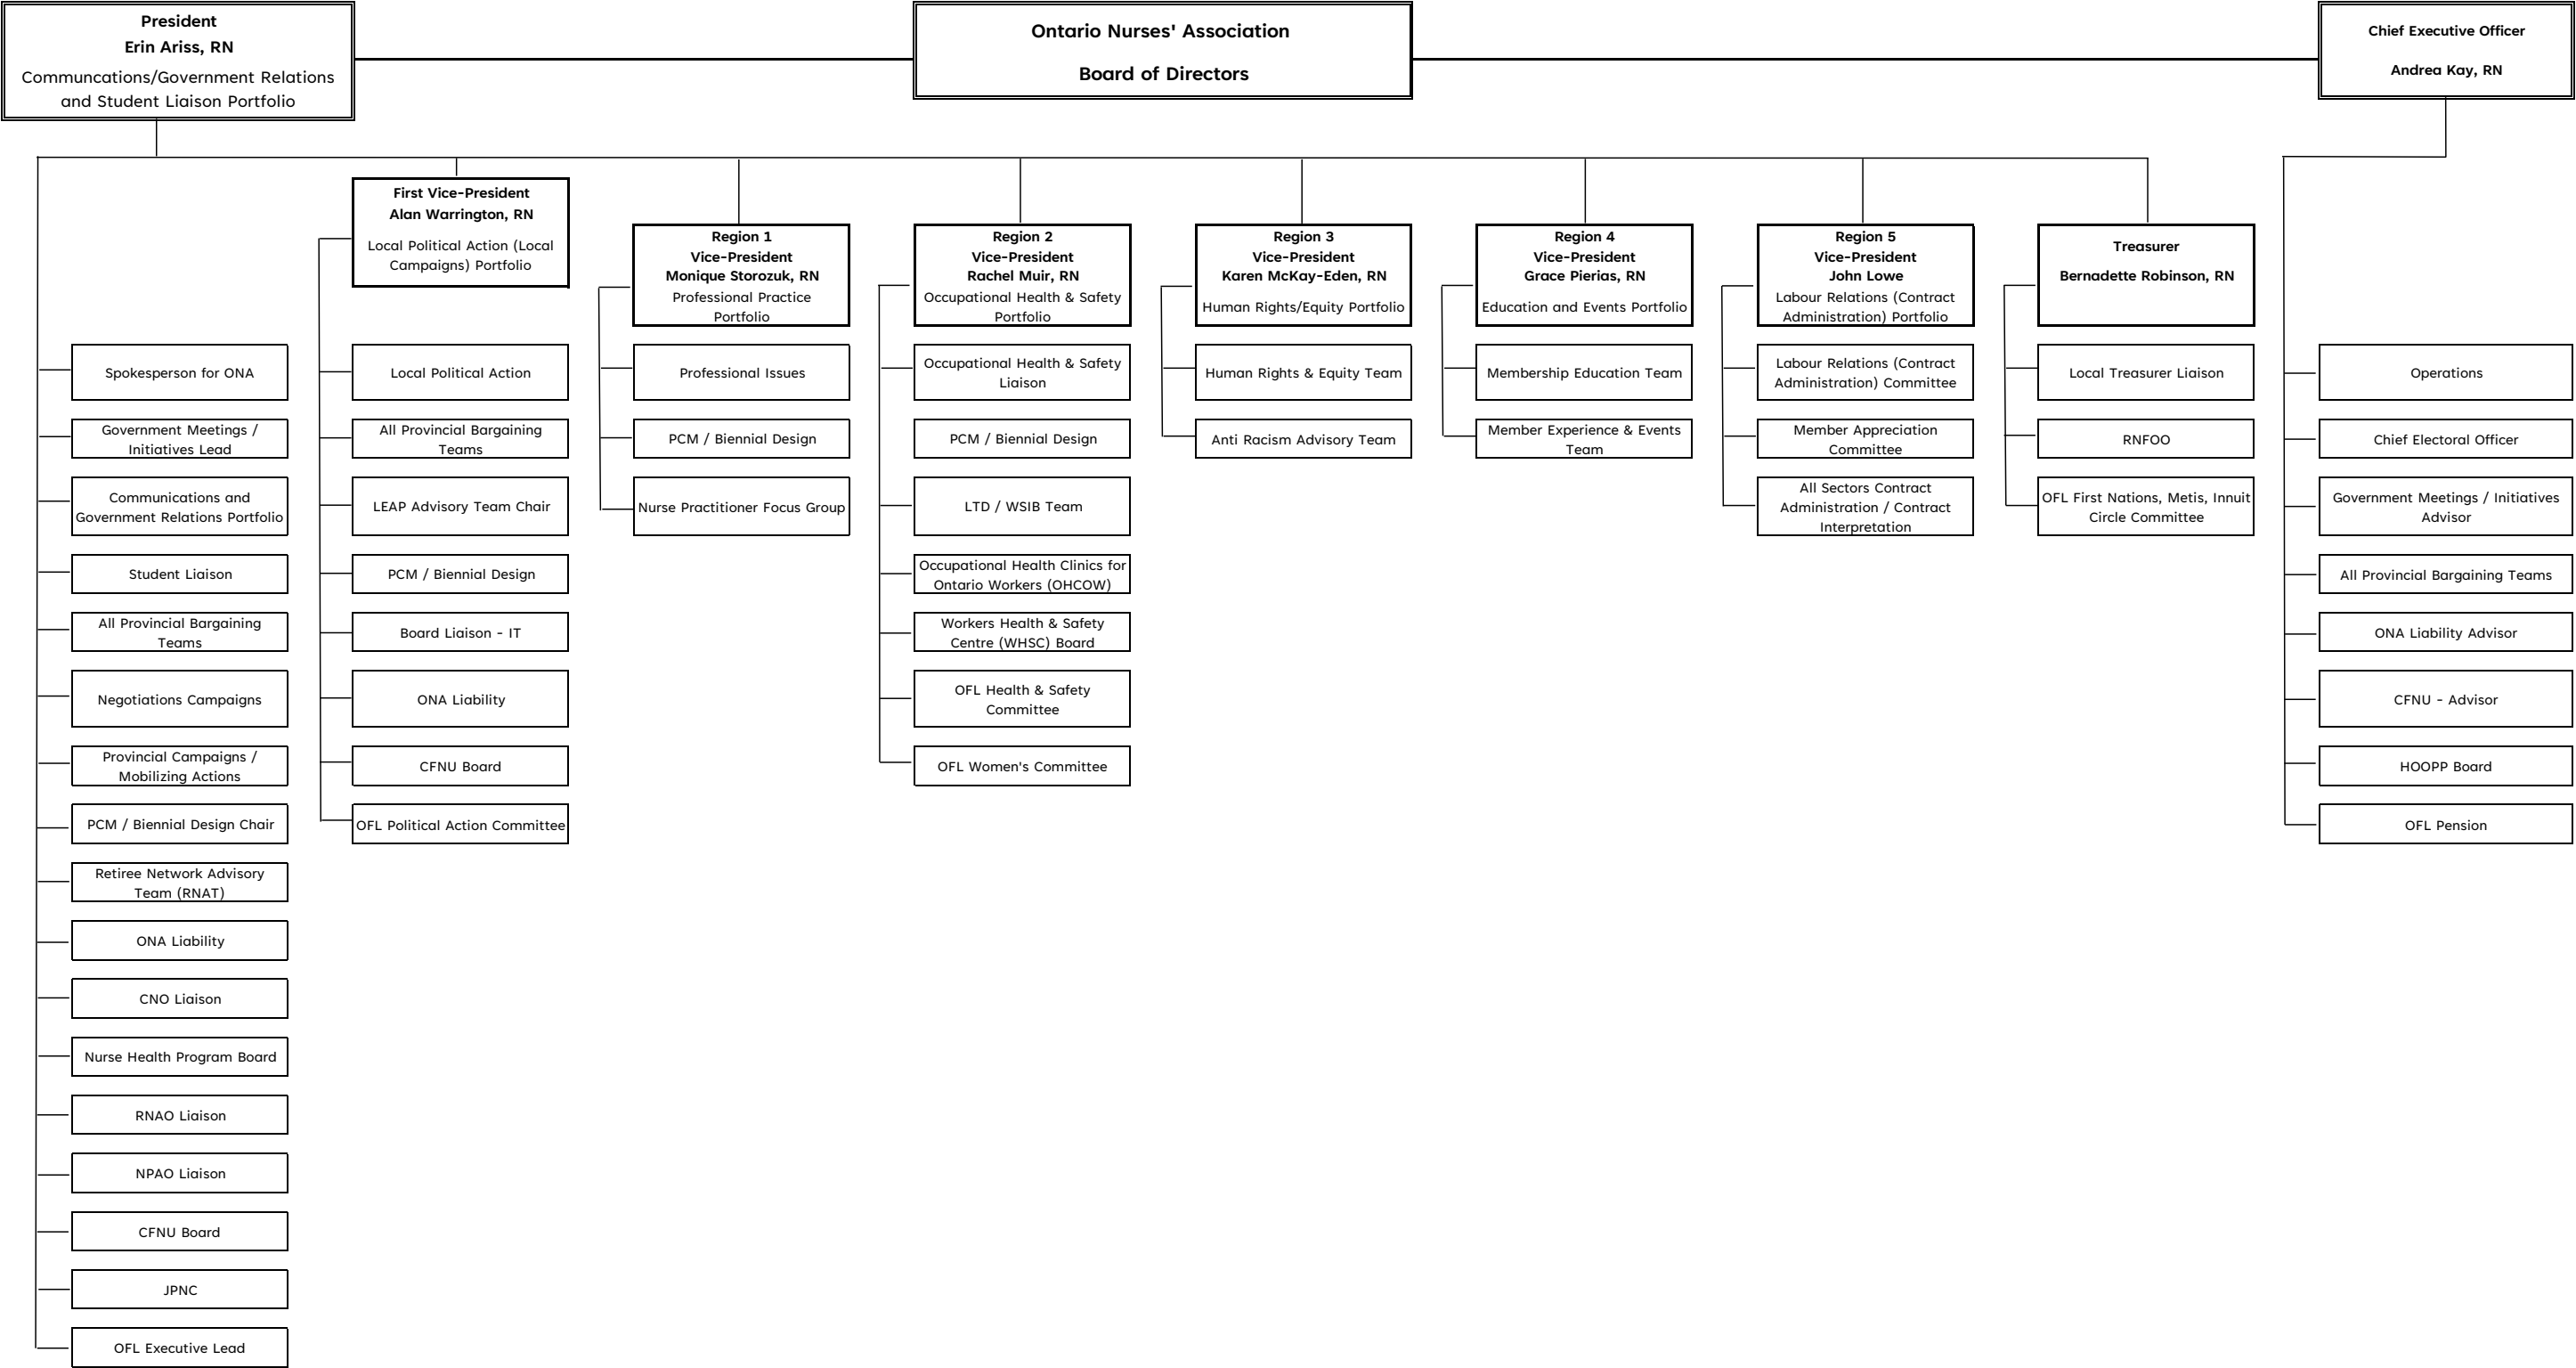 President
Erin Ariss, RN
Communcations/Government Relations
and Student Liaison Portfolio
Ontario Nurses' Association
Board of Directors
Chief Executive Officer
Andrea Kay, RN
First Vice-President
Alan Warrington, RN
Local Political Action (Local
Campaigns) Portfolio
Region 1
Vice-President
Monique Storozuk, RN
Professional Practice
Portfolio
Region 2
Vice-President
Rachel Muir, RN
Occupational Health & Safety
Portfolio
Region 3
Vice-President
Karen McKay-Eden, RN
Human Rights/Equity Portfolio
Region 4
Vice-President
Grace Pierias, RN
Education and Events Portfolio
Region 5
Vice-President
John Lowe
Labour Relations (Contract
Administration) Portfolio
Treasurer
Bernadette Robinson, RN
Spokesperson for ONA
Government Meetings /
Initiatives Lead
Communications and
Government Relations Portfolio
Student Liaison
All Provincial Bargaining
Teams
Negotiations Campaigns
Provincial Campaigns /
Mobilizing Actions
PCM / Biennial Design Chair
Retiree Network Advisory
Team (RNAT)
ONA Liability
CNO Liaison
Nurse Health Program Board
RNAO Liaison
NPAO Liaison
CFNU Board
JPNC
OFL Executive Lead
Local Political Action
All Provincial Bargaining
Teams
LEAP Advisory Team Chair
PCM / Biennial Design
Board Liaison - IT
ONA Liability
CFNU Board
OFL Political Action Committee
Professional Issues
PCM / Biennial Design
Nurse Practitioner Focus Group
Occupational Health & Safety
Liaison
PCM / Biennial Design
LTD / WSIB Team
Occupational Health Clinics for
Ontario Workers (OHCOW)
Workers Health & Safety
Centre (WHSC) Board
OFL Health & Safety
Committee
OFL Women's Committee
Human Rights & Equity Team
Anti Racism Advisory Team
Membership Education Team
Member Experience & Events
Team
Labour Relations (Contract
Administration) Committee
Member Appreciation
Committee
All Sectors Contract
Administration / Contract
Interpretation
Local Treasurer Liaison
RNFOO
OFL First Nations, Metis, Innuit
Circle Committee
Operations
Chief Electoral Officer
Government Meetings / Initiatives
Advisor
All Provincial Bargaining Teams
ONA Liability Advisor
CFNU - Advisor
HOOPP Board
OFL Pension